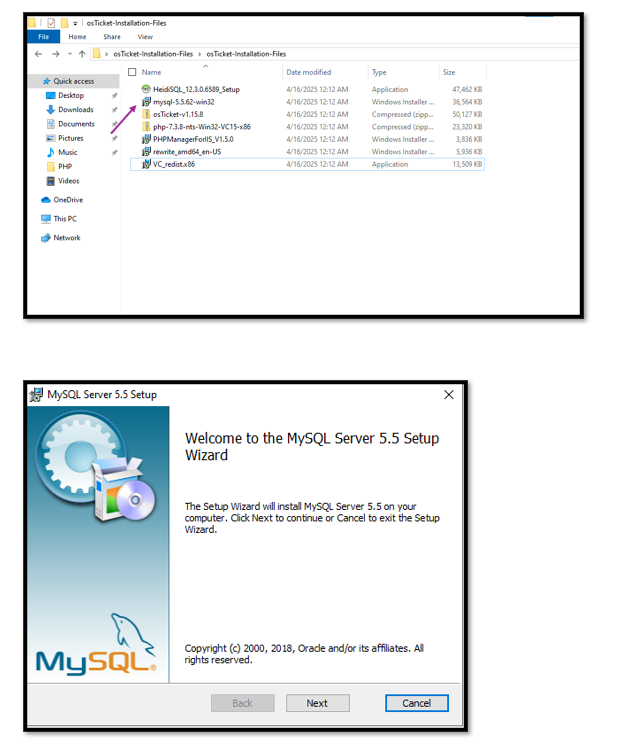 osTicket-Installation-Files
File Home Share View
osTicket-Installation-Files > osTicket-Installation-Files
Name Date modified Type Size
Quick access
Desktop
Downloads
Documents
Pictures
Music
PHP
Videos
OneDrive
This PC
Network
HeidiSQL_12.3.0.6589_Setup 4/16/2025 12:12 AM Application 47,462 KB
mysql-5.5.62-win32 4/16/2025 12:12 AM Windows Installer ... 36,564 KB
osTicket-v1.15.8 4/16/2025 12:12 AM Compressed (zipp... 50,127 KB
php-7.3.8-nts-Win32-VC15-x86 4/16/2025 12:12 AM Compressed (zipp... 23,320 KB
PHPManagerForIIS_V1.5.0 4/16/2025 12:12 AM Windows Installer ... 3,836 KB
rewrite_amd64_en-US 4/16/2025 12:12 AM Windows Installer ... 5,936 KB
VC_redist.x86 4/16/2025 12:12 AM Application 13,509 KB
MySQL Server 5.5 Setup
Welcome to the MySQL Server 5.5 Setup
Wizard
The Setup Wizard will install MySQL Server 5.5 on your
computer. Click Next to continue or Cancel to exit the Setup
Wizard.
MySQL®
Copyright (c) 2000, 2018, Oracle and/or its affiliates. All
rights reserved.
Back Next Cancel